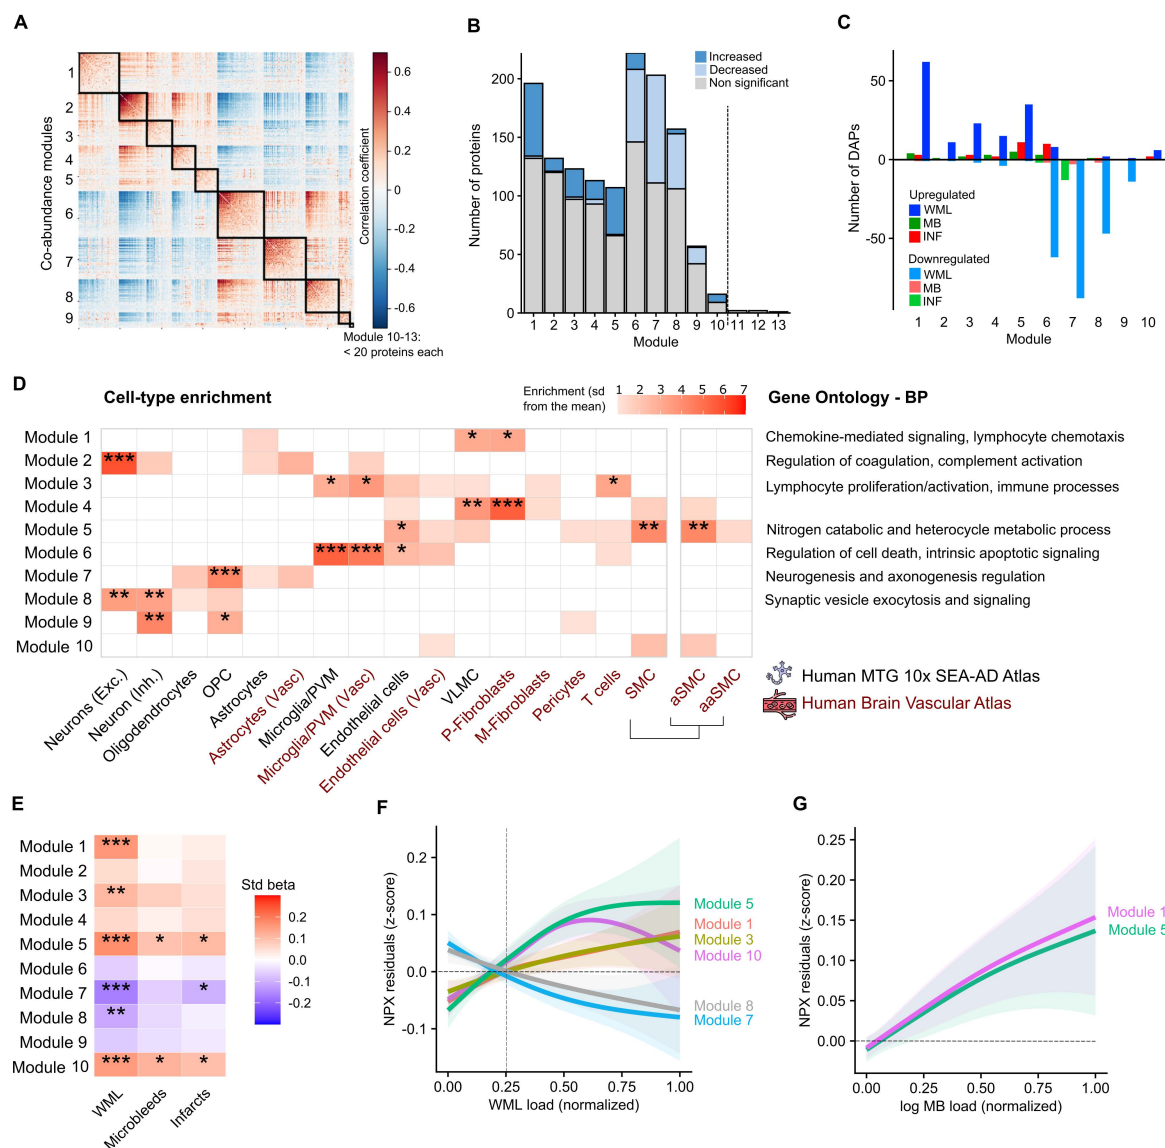 A
Co-abundance modules
1
2
3
4
5
6
7
8
9
Correlation coefficient
0.6
0.4
0.2
0
-0.2
-0.4
-0.6
Module 10-13:
< 20 proteins each
B
Number of proteins
200
150
100
50
0
Increased
Decreased
Non significant
1 2 3 4 5 6 7 8 9 10 11 12 13
Module
C
Number of DAPs
50
0
-50
Upregulated
WML
MB
INF
Downregulated
WML
MB
INF
1 2 3 4 5 6 7 8 9 10
Module
D
Cell-type enrichment
Enrichment (sd
from the mean)
1 2 3 4 5 6 7
Gene Ontology - BP
Module 1 * * Chemokine-mediated signaling, lymphocyte chemotaxis
Module 2 *** Regulation of coagulation, complement activation
Module 3 * * * Lymphocyte proliferation/activation, immune processes
Module 4 ** ***
Module 5 * ** ** Nitrogen catabolic and heterocycle metabolic process
Module 6 *** *** * Regulation of cell death, intrinsic apoptotic signaling
Module 7 *** Neurogenesis and axonogenesis regulation
Module 8 ** ** Synaptic vesicle exocytosis and signaling
Module 9 ** *
Module 10
Neurons (Exc.)
Neuron (Inh.)
Oligodendrocytes
OPC
Astrocytes
Astrocytes (Vasc)
Microglia/PVM
Microglia/PVM (Vasc)
Endothelial cells
Endothelial cells (Vasc)
VLMC
P-Fibroblasts
M-Fibroblasts
Pericytes
T cells
SMC
aSMC
aaSMC
Human MTG 10x SEA-AD Atlas
Human Brain Vascular Atlas
E
Module 1 ***
Module 2
Module 3 **
Module 4
Module 5 *** * *
Module 6
Module 7 *** *
Module 8 **
Module 9
Module 10 *** * *
WML
Microbleeds
Infarcts
Std beta
0.2
0.1
0.0
-0.1
-0.2
F
NPX residuals (z-score)
0.2
0.1
0.0
-0.1
Module 5
Module 1
Module 3
Module 10
Module 8
Module 7
0.00 0.25 0.50 0.75 1.00
WML load (normalized)
G
NPX residuals (z-score)
0.25
0.20
0.15
0.10
0.05
0.00
Module 1
Module 5
0.00 0.25 0.50 0.75 1.00
log MB load (normalized)